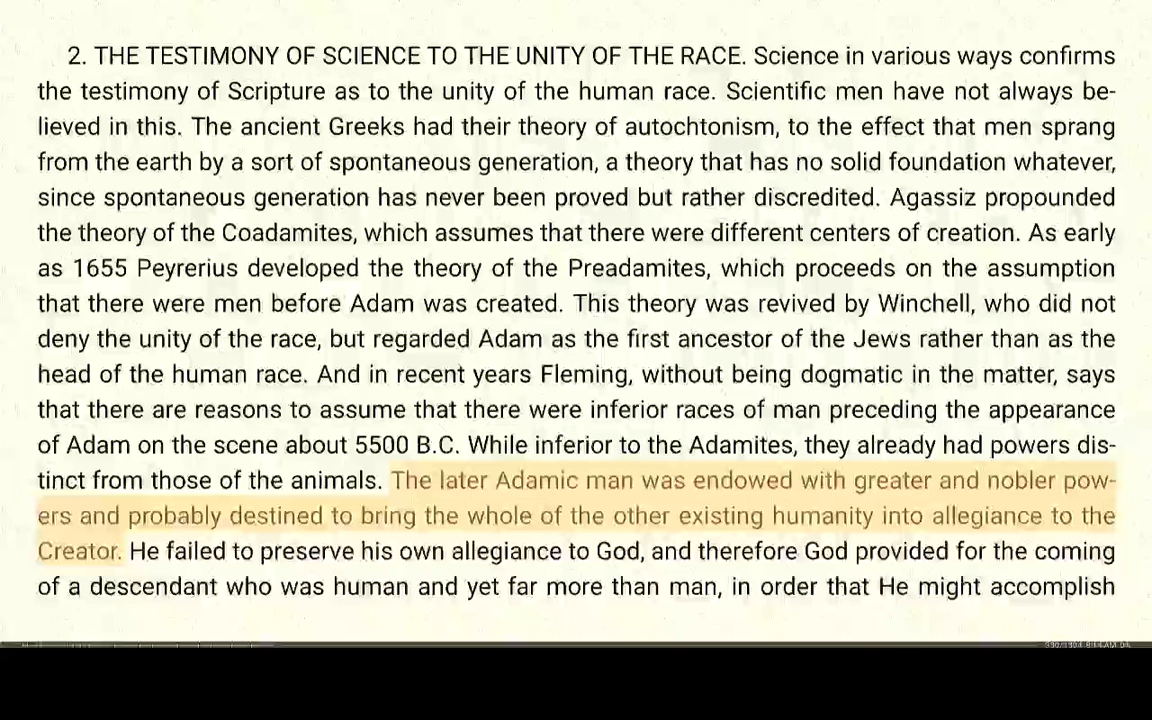 2. THE TESTIMONY OF SCIENCE TO THE UNITY OF THE RACE. Science in various ways confirms
the testimony of Scripture as to the unity of the human race. Scientific men have not always be-
lieved in this. The ancient Greeks had their theory of autochtonism, to the effect that men sprang
from the earth by a sort of spontaneous generation, a theory that has no solid foundation whatever,
since spontaneous generation has never been proved but rather discredited. Agassiz propounded
the theory of the Coadamites, which assumes that there were different centers of creation. As early
as 1655 Peyrerius developed the theory of the Preadamites, which proceeds on the assumption
that there were men before Adam was created. This theory was revived by Winchell, who did not
deny the unity of the race, but regarded Adam as the first ancestor of the Jews rather than as the
head of the human race. And in recent years Fleming, without being dogmatic in the matter, says
that there are reasons to assume that there were inferior races of man preceding the appearance
of Adam on the scene about 5500 B.C. While inferior to the Adamites, they already had powers dis-
tinct from those of the animals. The later Adamic man was endowed with greater and nobler pow-
ers and probably destined to bring the whole of the other existing humanity into allegiance to the
Creator. He failed to preserve his own allegiance to God, and therefore God provided for the coming
of a descendant who was human and yet far more than man, in order that He might accomplish